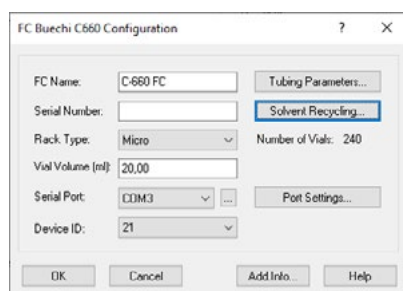 FC Buechi C660 Configuration ? ×
FC Name: C-660 FC Tubing Parameters...
Serial Number: Solvent Recycling...
Rack Type: Micro Number of Vials: 240
Vial Volume (ml): 20,00
Serial Port: COM3 ... Port Settings...
Device ID: 21
OK Cancel Add Info... Help